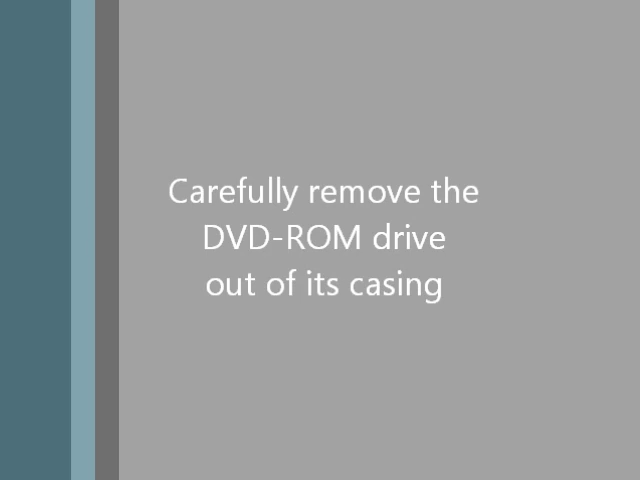 Carefully remove the
DVD-ROM drive
out of its casing